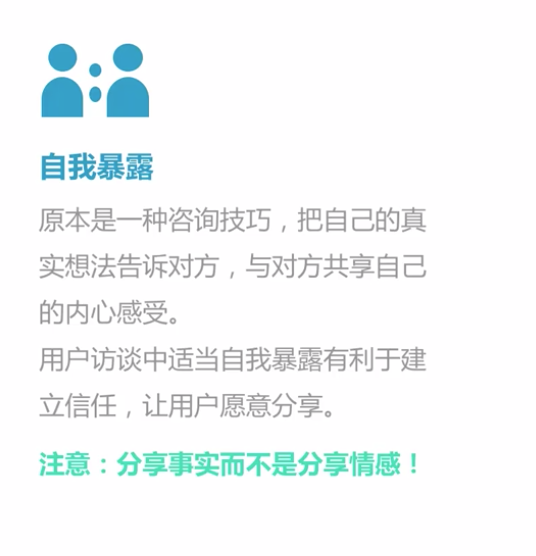 自我暴露
原本是一种咨询技巧，把自己的真
实想法告诉对方，与对方共享自己
的内心感受。
用户访谈中适当自我暴露有利于建
立信任，让用户愿意分享。
注意：分享事实而不是分享情感！